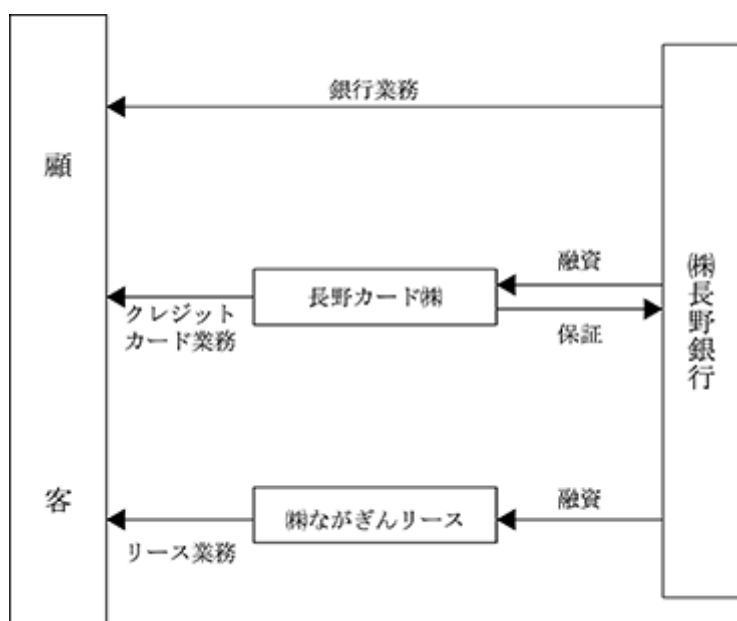 銀行業務
顧客
融資
長野カード㈱
㈱長野銀行
クレジット
カード業務
保証
融資
㈱ながぎんリース
リース業務